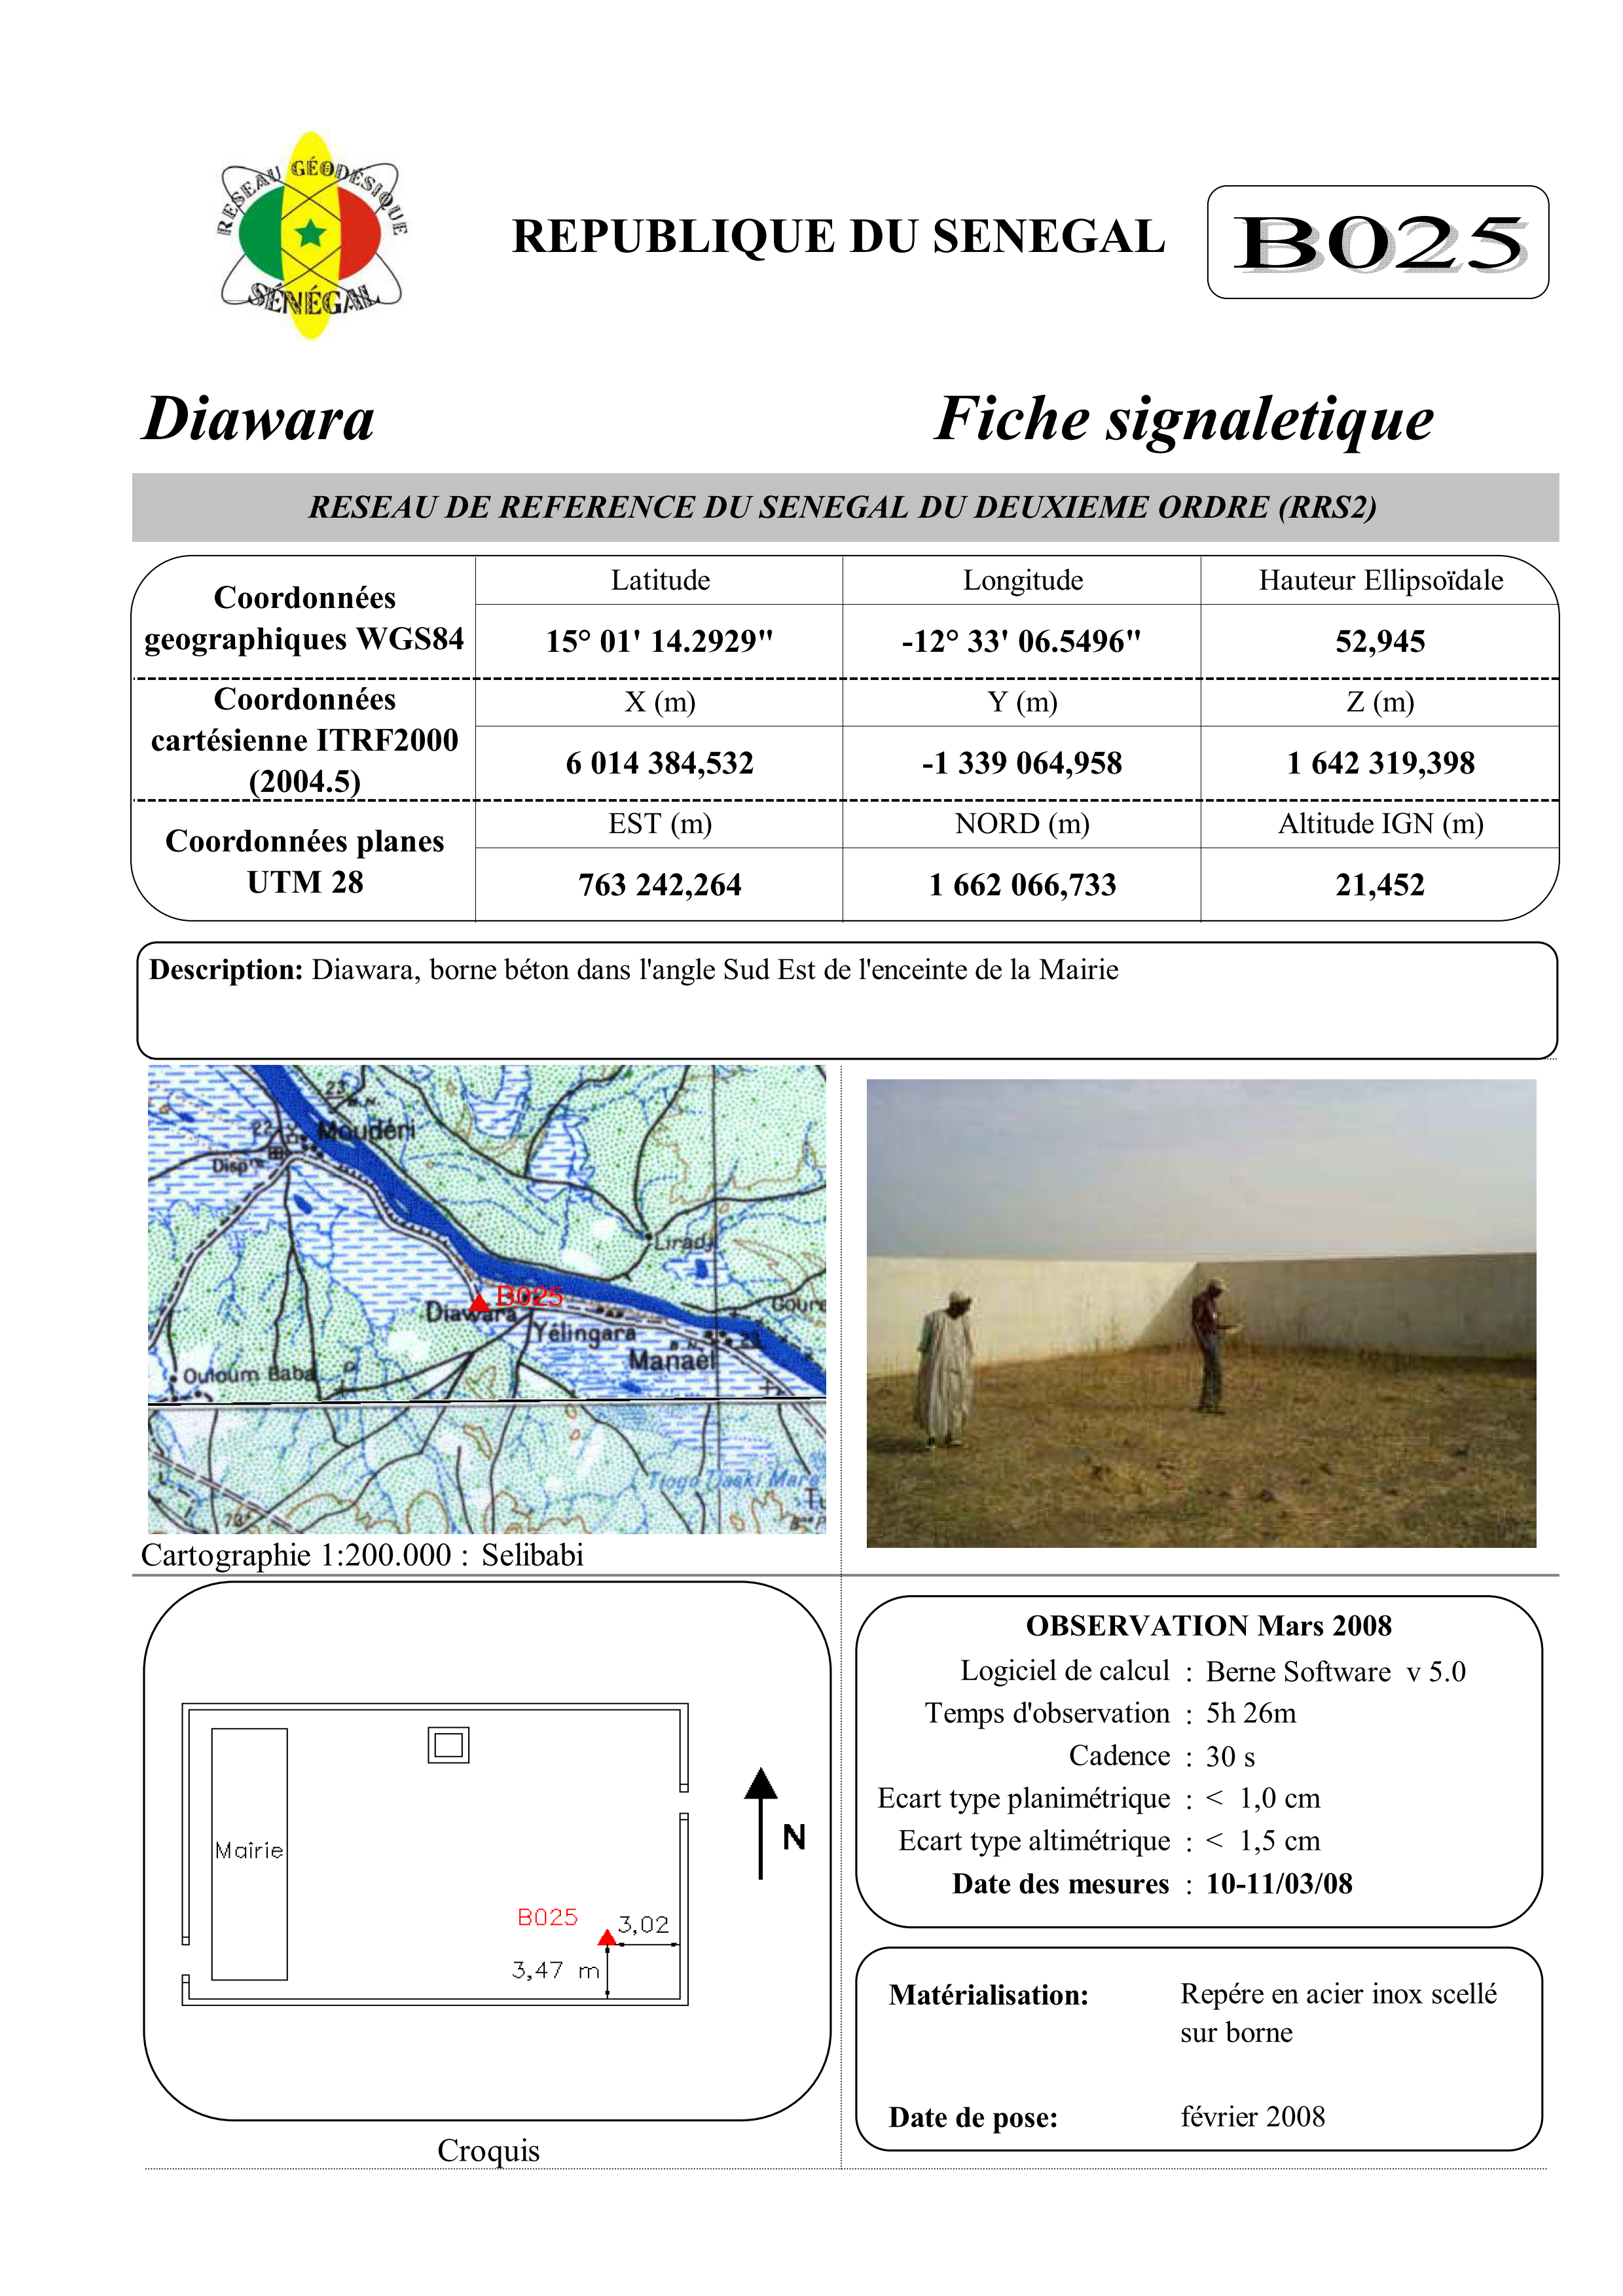 RESEAU GÉODÉSIQUE
SÉNÉGAL
REPUBLIQUE DU SENEGAL
B025
Diawara
Fiche signaletique
RESEAU DE REFERENCE DU SENEGAL DU DEUXIEME ORDRE (RRS2)
Coordonnées geographiques WGS84
Latitude Longitude Hauteur Ellipsoïdale
15° 01' 14.2929" -12° 33' 06.5496" 52,945
Coordonnées cartésienne ITRF2000 (2004.5)
X (m) Y (m) Z (m)
6 014 384,532 -1 339 064,958 1 642 319,398
Coordonnées planes UTM 28
EST (m) NORD (m) Altitude IGN (m)
763 242,264 1 662 066,733 21,452
Description: Diawara, borne béton dans l'angle Sud Est de l'enceinte de la Mairie
23
22
Moudéri
Disp
Liradji
B025
Diawara
Goure
Yélingara
23
Manaël
Ouloum Baba
Tioga Djaski Mare
73
Cartographie 1:200.000 : Selibabi
Mairie
N
B025
3,02
3,47 m
Croquis
OBSERVATION Mars 2008
Logiciel de calcul : Berne Software v 5.0
Temps d'observation : 5h 26m
Cadence : 30 s
Ecart type planimétrique : < 1,0 cm
Ecart type altimétrique : < 1,5 cm
Date des mesures : 10-11/03/08
Matérialisation: Repére en acier inox scellé
sur borne
Date de pose: février 2008